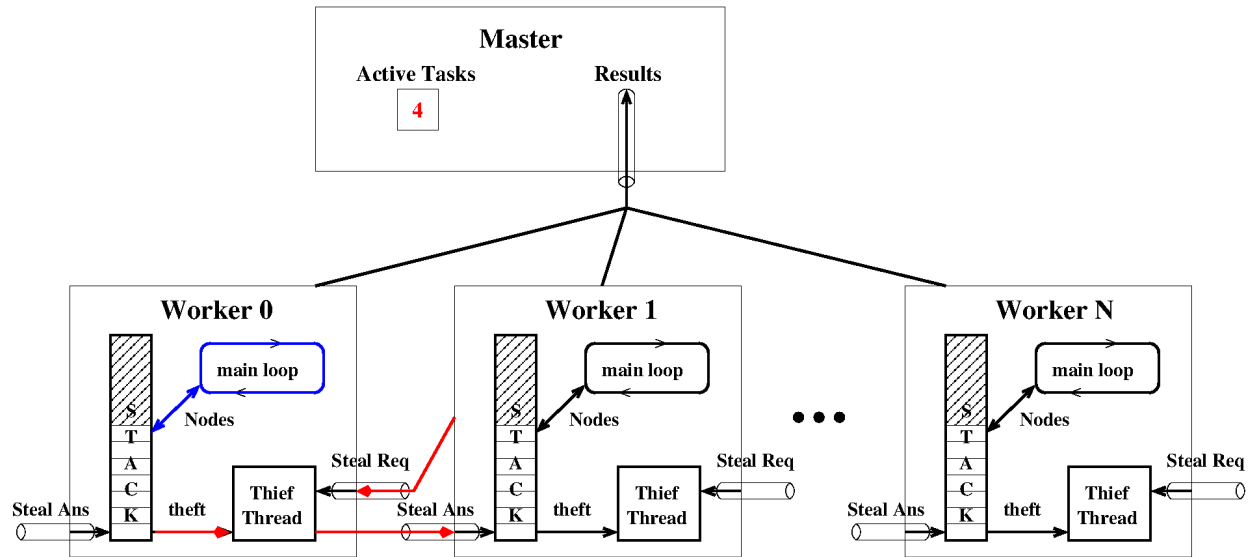 Master
Active Tasks
Results
4
Worker 0
main loop
Nodes
S
T
A
C
K
Steal Req
Thief
Thread
Steal Ans
theft
Worker 1
main loop
Nodes
S
T
A
C
K
Steal Req
Thief
Thread
Steal Ans
theft
Worker N
main loop
Nodes
S
T
A
C
K
Steal Req
Thief
Thread
Steal Ans
theft